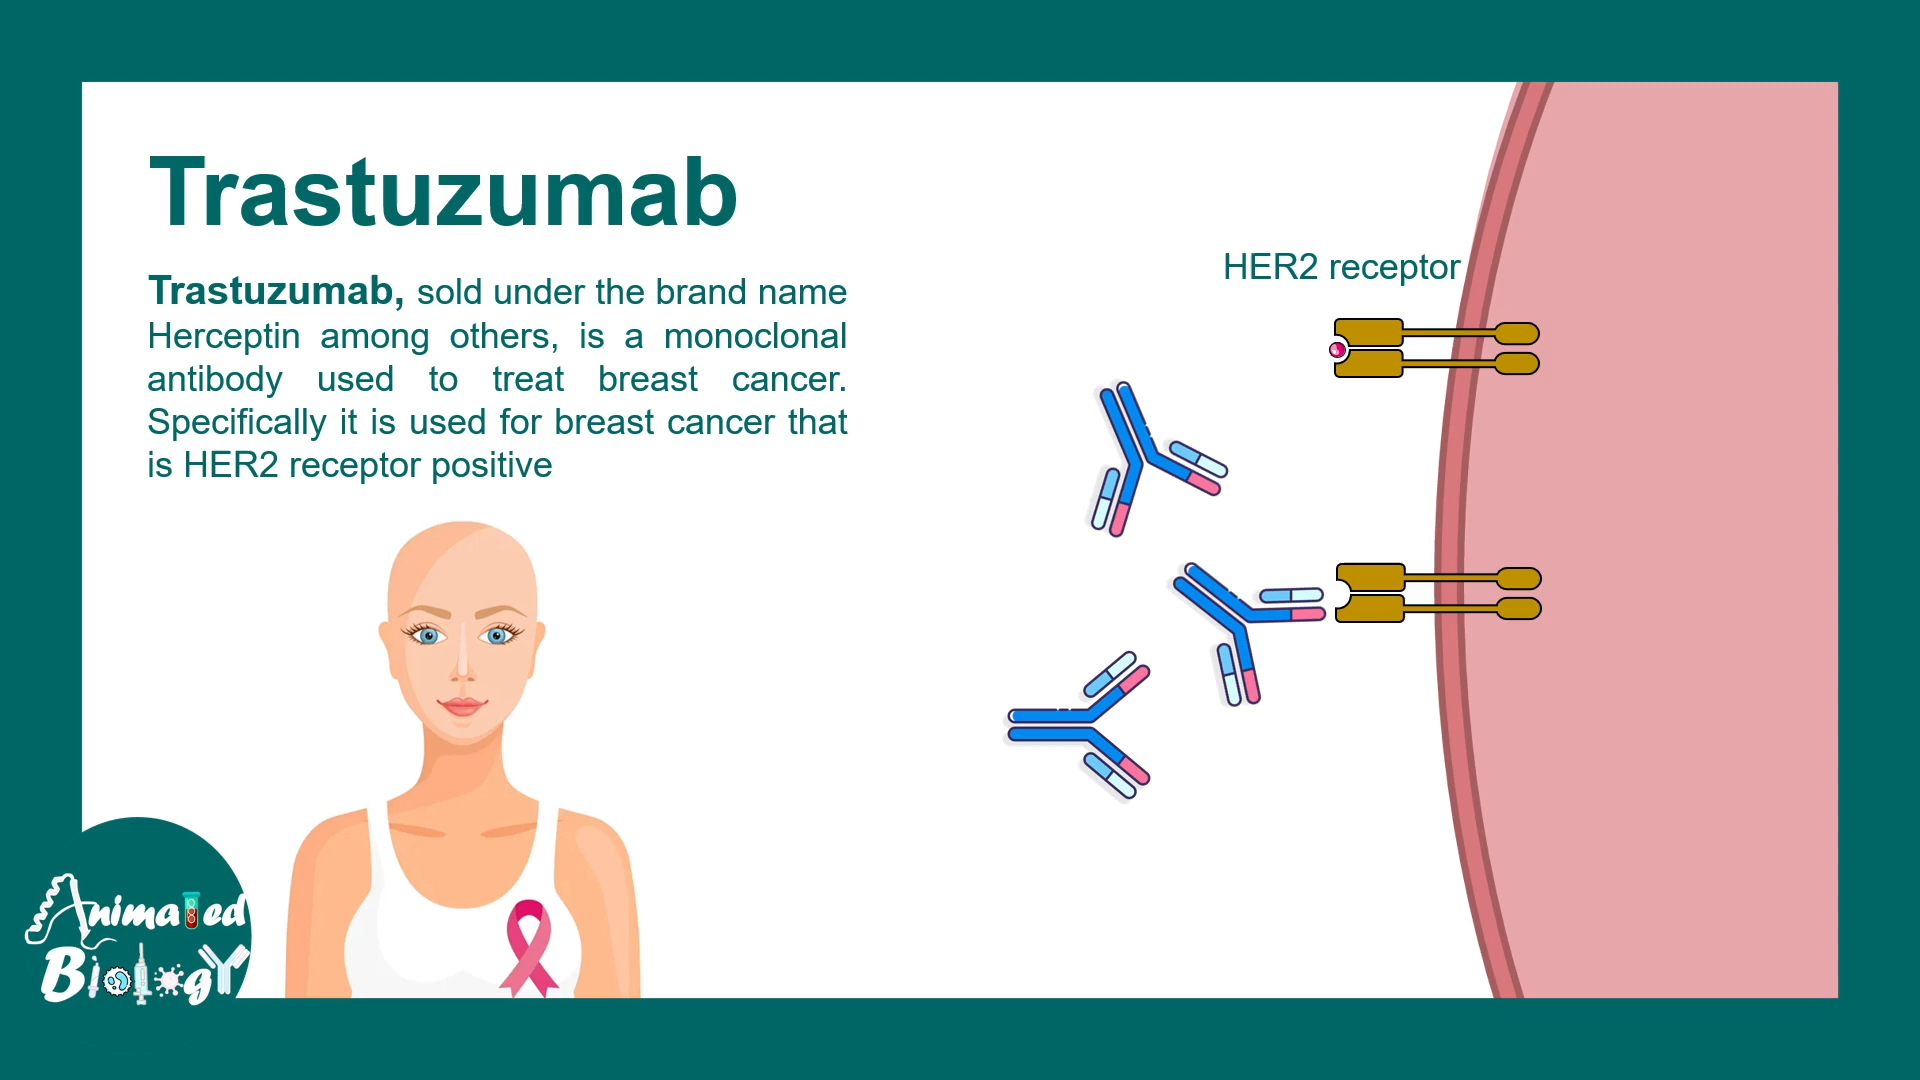 Trastuzumab
Trastuzumab, sold under the brand name
Herceptin among others, is a monoclonal
antibody used to treat breast cancer.
Specifically it is used for breast cancer that
is HER2 receptor positive
HER2 receptor
Animated
Biology